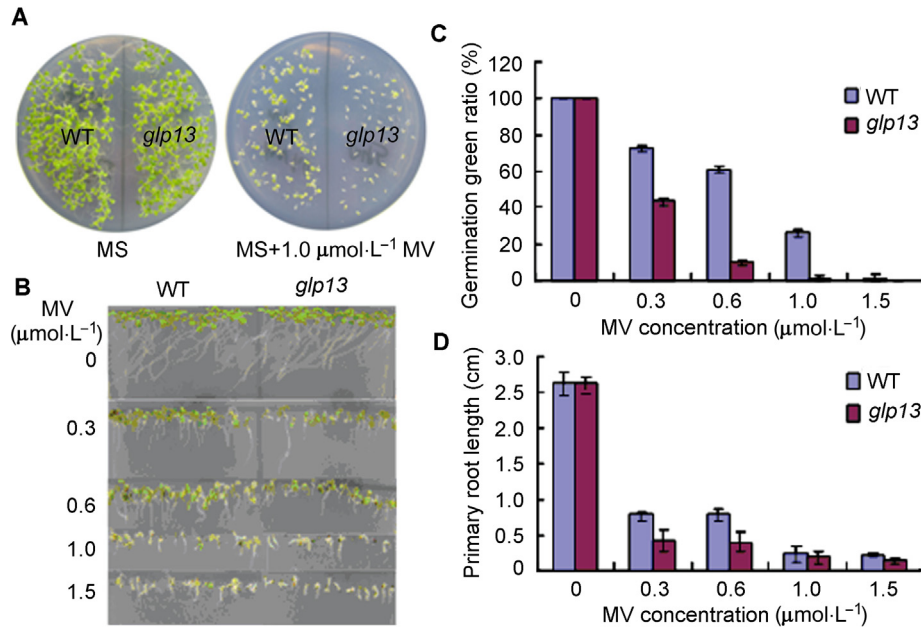 A
WT
glp13
MS
MS+1.0 μmol·L⁻¹ MV
B
WT
glp13
MV
(μmol·L⁻¹)
0
0.3
0.6
1.0
1.5
C
Germination green ratio (%)
120
100
80
60
40
20
0
WT
glp13
0 0.3 0.6 1.0 1.5
MV concentration (μmol·L⁻¹)
D
Primary root length (cm)
3.0
2.5
2.0
1.5
1.0
0.5
0
WT
glp13
0 0.3 0.6 1.0 1.5
MV concentration (μmol·L⁻¹)
WT
glp13